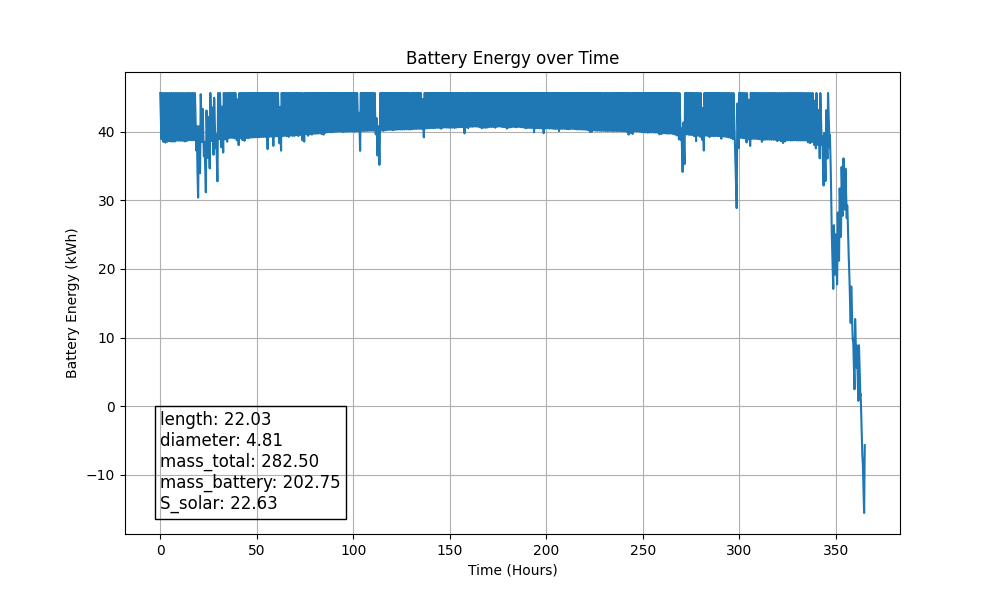 Battery Energy over Time
Battery Energy (kWh)
40
30
20
10
0
−10
length: 22.03
diameter: 4.81
mass_total: 282.50
mass_battery: 202.75
S_solar: 22.63
0 50 100 150 200 250 300 350
Time (Hours)